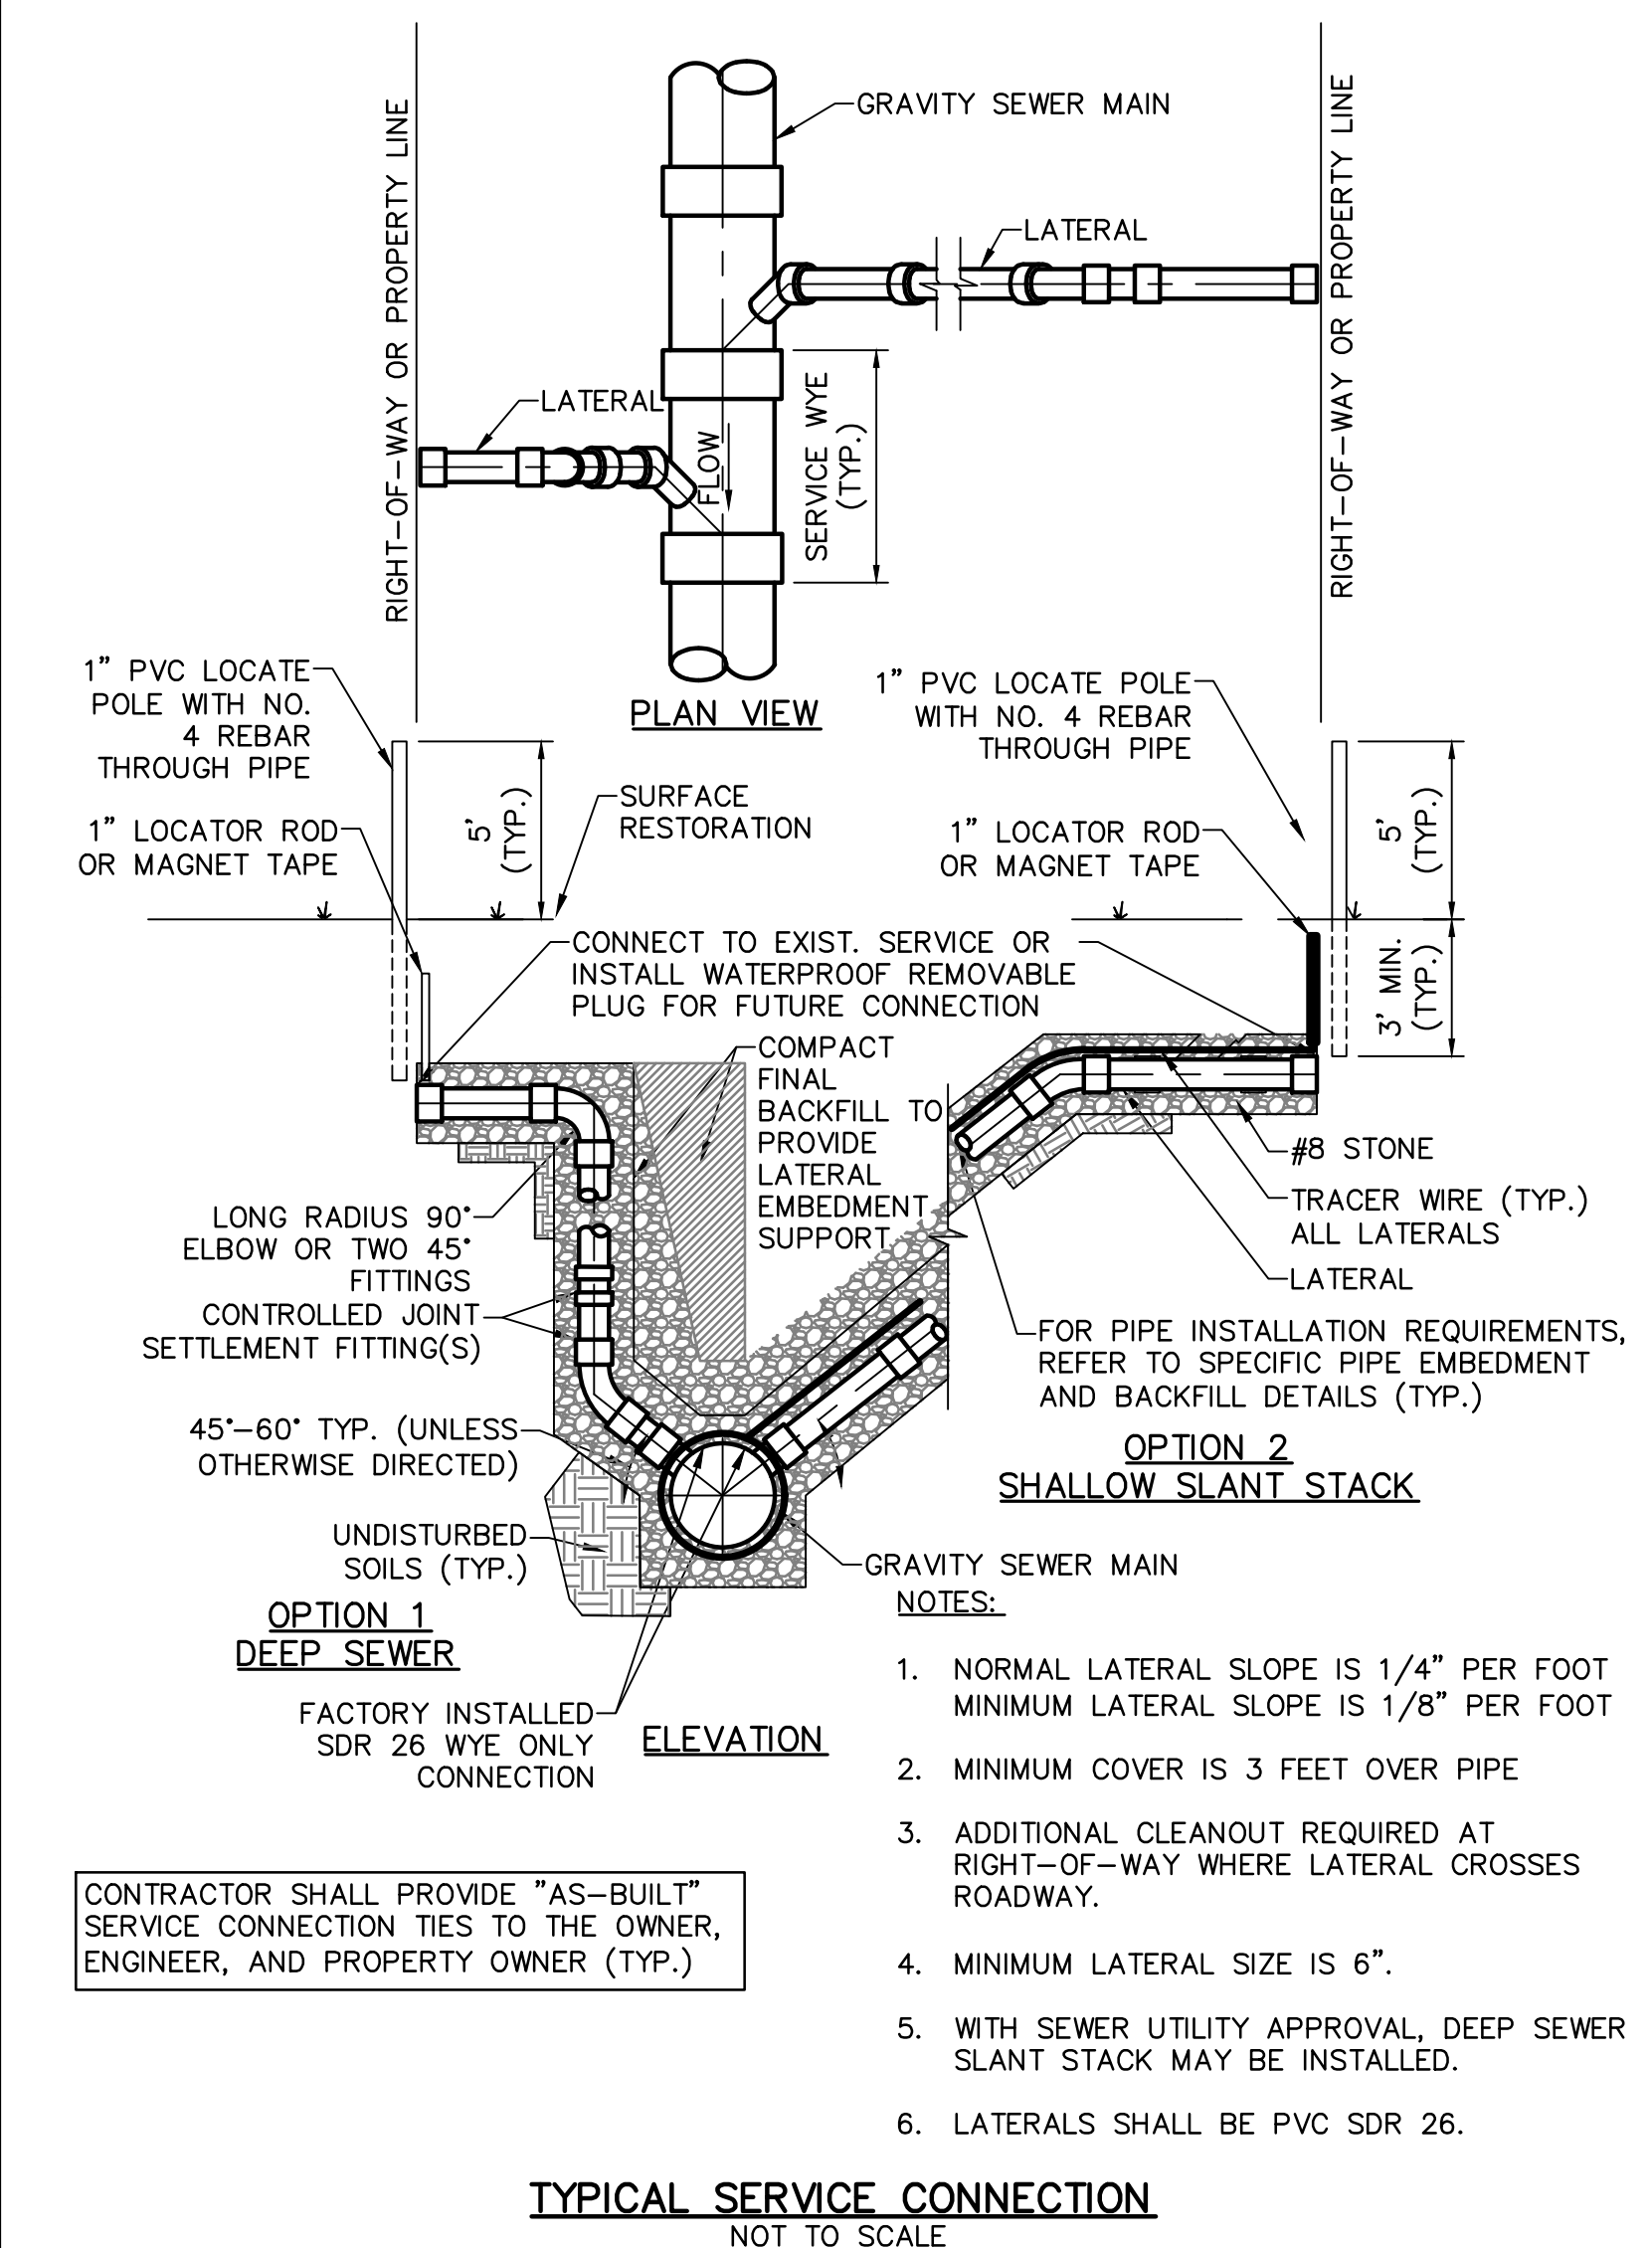 GRAVITY SEWER MAIN
RIGHT-OF-WAY OR PROPERTY LINE
RIGHT-OF-WAY OR PROPERTY LINE
LATERAL
LATERAL
SERVICE WYE
(TYP.)
FLOW
PLAN VIEW
1" PVC LOCATE
POLE WITH NO.
4 REBAR
THROUGH PIPE
1" PVC LOCATE POLE
WITH NO. 4 REBAR
THROUGH PIPE
1" LOCATOR ROD
OR MAGNET TAPE
5'
(TYP.)
SURFACE
RESTORATION
1" LOCATOR ROD
OR MAGNET TAPE
5'
(TYP.)
3' MIN.
(TYP.)
CONNECT TO EXIST. SERVICE OR
INSTALL WATERPROOF REMOVABLE
PLUG FOR FUTURE CONNECTION
COMPACT
FINAL
BACKFILL TO
PROVIDE
LATERAL
EMBEDMENT
SUPPORT
#8 STONE
TRACER WIRE (TYP.)
ALL LATERALS
LATERAL
LONG RADIUS 90°
ELBOW OR TWO 45°
FITTINGS
CONTROLLED JOINT
SETTLEMENT FITTING(S)
FOR PIPE INSTALLATION REQUIREMENTS,
REFER TO SPECIFIC PIPE EMBEDMENT
AND BACKFILL DETAILS (TYP.)
45°-60° TYP. (UNLESS
OTHERWISE DIRECTED)
OPTION 2
SHALLOW SLANT STACK
UNDISTURBED
SOILS (TYP.)
GRAVITY SEWER MAIN
OPTION 1
DEEP SEWER
FACTORY INSTALLED
SDR 26 WYE ONLY
CONNECTION
ELEVATION
NOTES:
1. NORMAL LATERAL SLOPE IS 1/4" PER FOOT
MINIMUM LATERAL SLOPE IS 1/8" PER FOOT
2. MINIMUM COVER IS 3 FEET OVER PIPE
3. ADDITIONAL CLEANOUT REQUIRED AT
RIGHT-OF-WAY WHERE LATERAL CROSSES
ROADWAY.
4. MINIMUM LATERAL SIZE IS 6".
5. WITH SEWER UTILITY APPROVAL, DEEP SEWER
SLANT STACK MAY BE INSTALLED.
6. LATERALS SHALL BE PVC SDR 26.
CONTRACTOR SHALL PROVIDE "AS-BUILT"
SERVICE CONNECTION TIES TO THE OWNER,
ENGINEER, AND PROPERTY OWNER (TYP.)
TYPICAL SERVICE CONNECTION
NOT TO SCALE